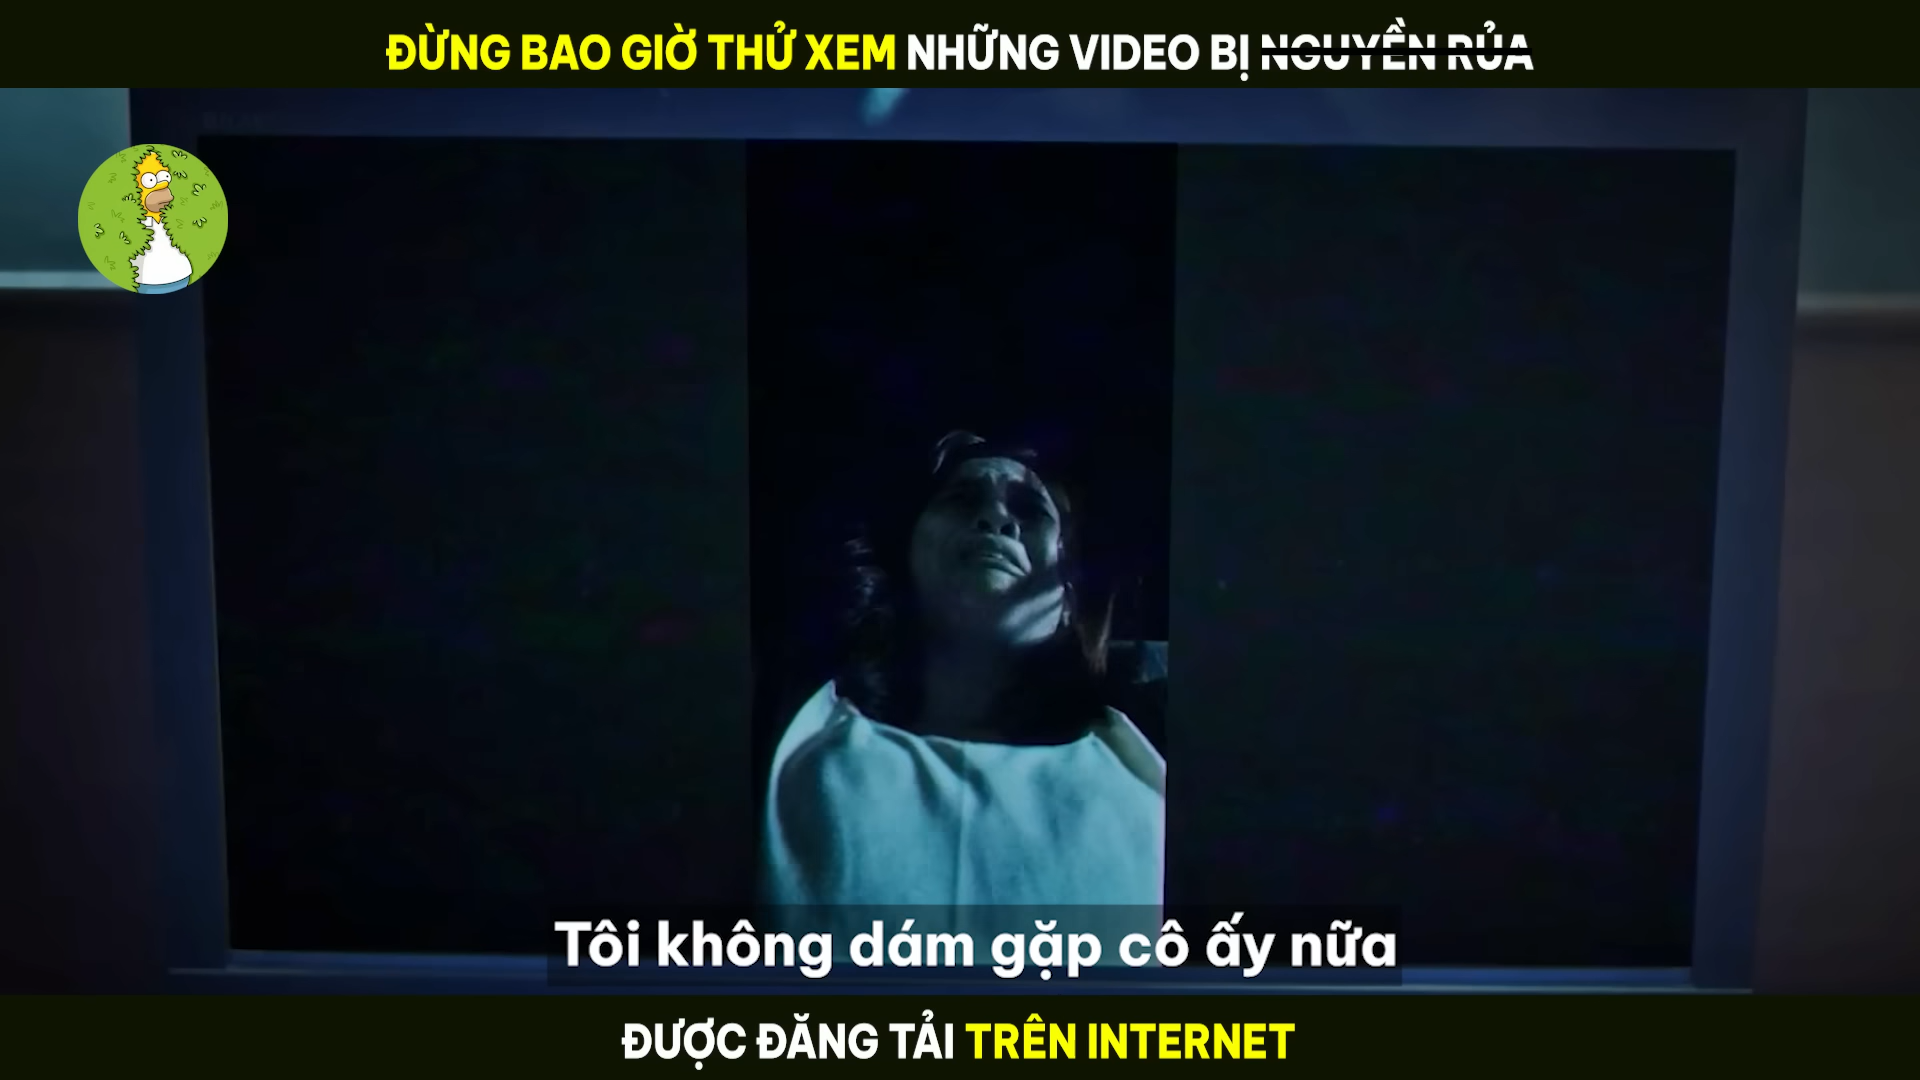 ĐỪNG BAO GIỜ THỬ XEM NHỮNG VIDEO BỊ NGUYỀN RỦA
Tôi không dám gặp cô ấy nữa
ĐƯỢC ĐĂNG TẢI TRÊN INTERNET